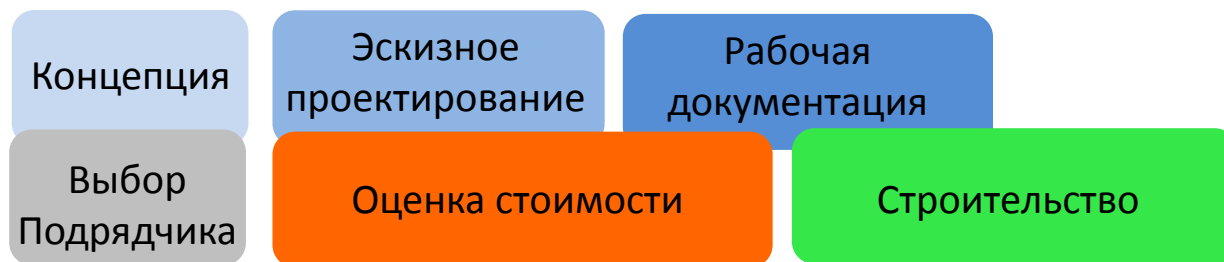 Концепция
Эскизное
проектирование
Рабочая
документация
Выбор
Подрядчика
Оценка стоимости
Строительство